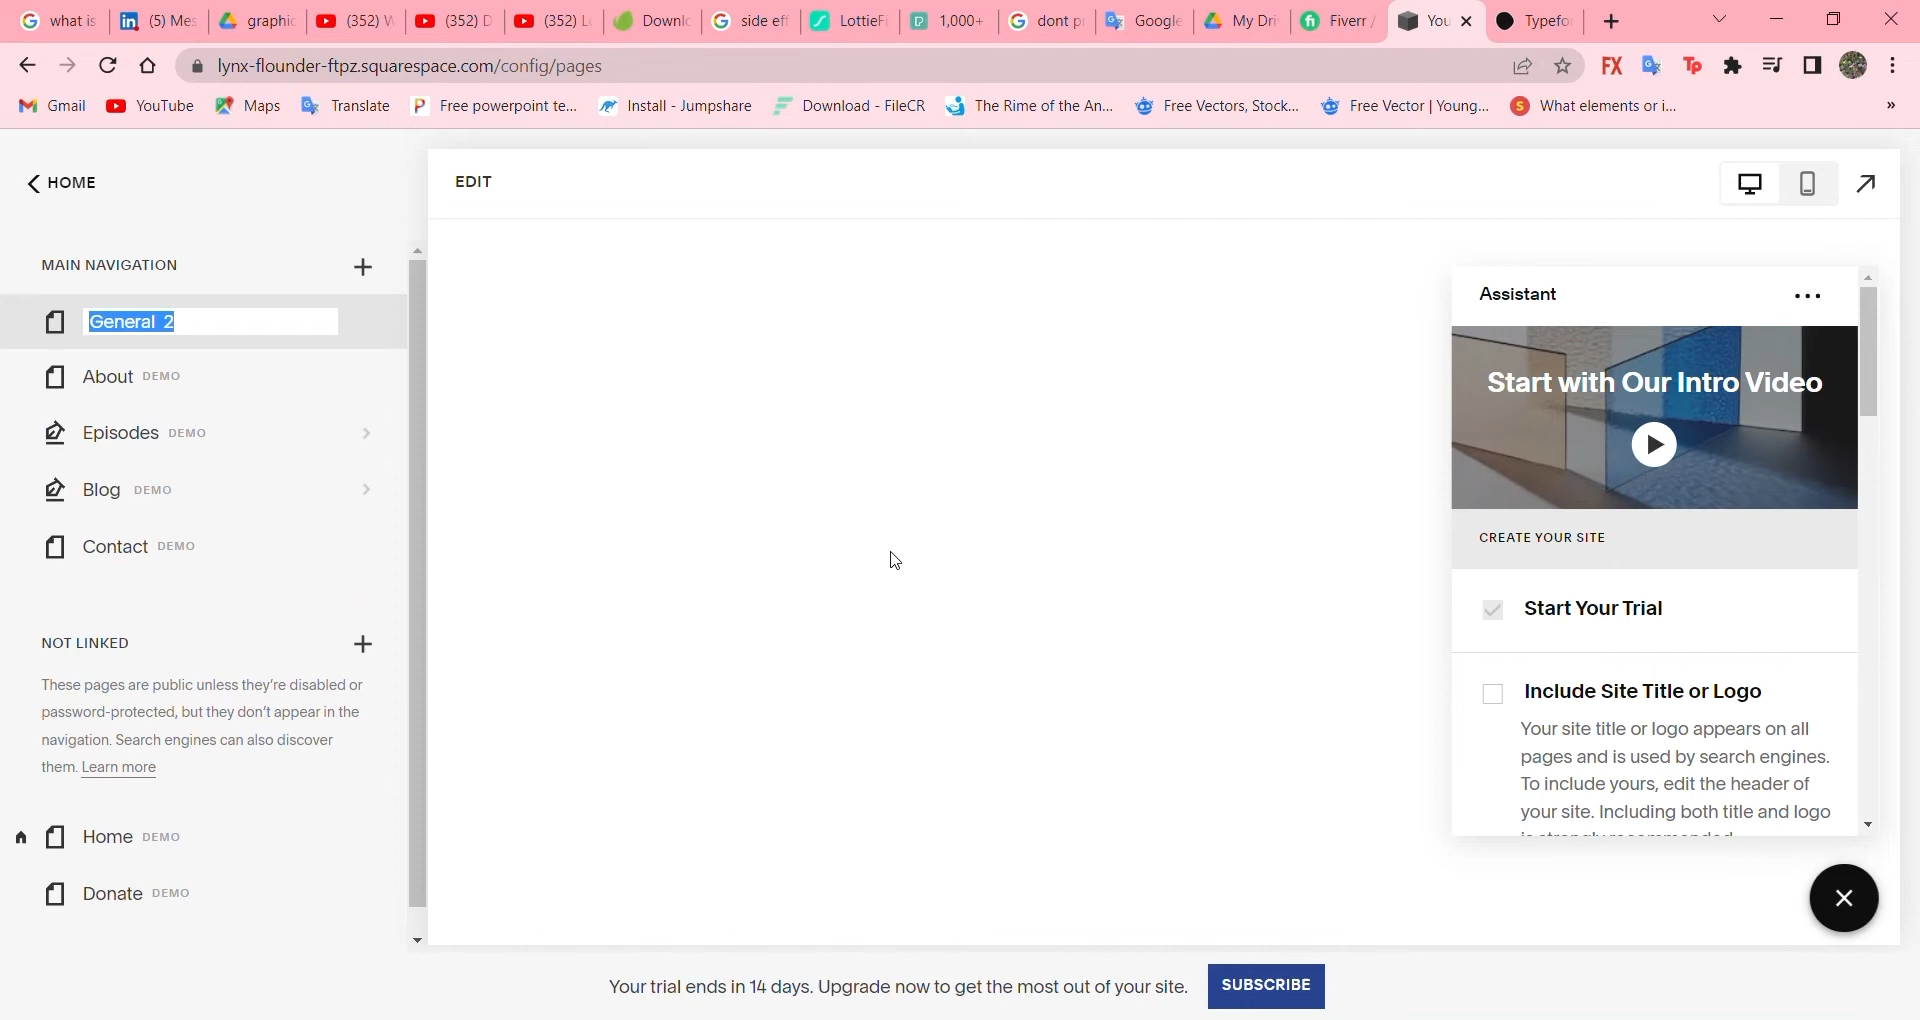 what is
(5) Mes
graphic
(352) W
(352) D
(352) Lo
Downlo
side eff
LottieFi
1,000+
dont p
Google
My Dri
Fiverr /
You
Typefo
lynx-flounder-ftpz.squarespace.com/config/pages
Gmail
YouTube
Maps
Translate
Free powerpoint te...
Install - Jumpshare
Download - FileCR
The Rime of the An...
Free Vectors, Stock...
Free Vector | Young...
What elements or i...
»
HOME
EDIT
MAIN NAVIGATION
General 2
About DEMO
Episodes DEMO
Blog DEMO
Contact DEMO
NOT LINKED
These pages are public unless they're disabled or
password-protected, but they don't appear in the
navigation. Search engines can also discover
them. Learn more
Home DEMO
Donate DEMO
Assistant
Start with Our Intro Video
CREATE YOUR SITE
Start Your Trial
Include Site Title or Logo
Your site title or logo appears on all
pages and is used by search engines.
To include yours, edit the header of
your site. Including both title and logo
is strongly recommended
Your trial ends in 14 days. Upgrade now to get the most out of your site.
SUBSCRIBE